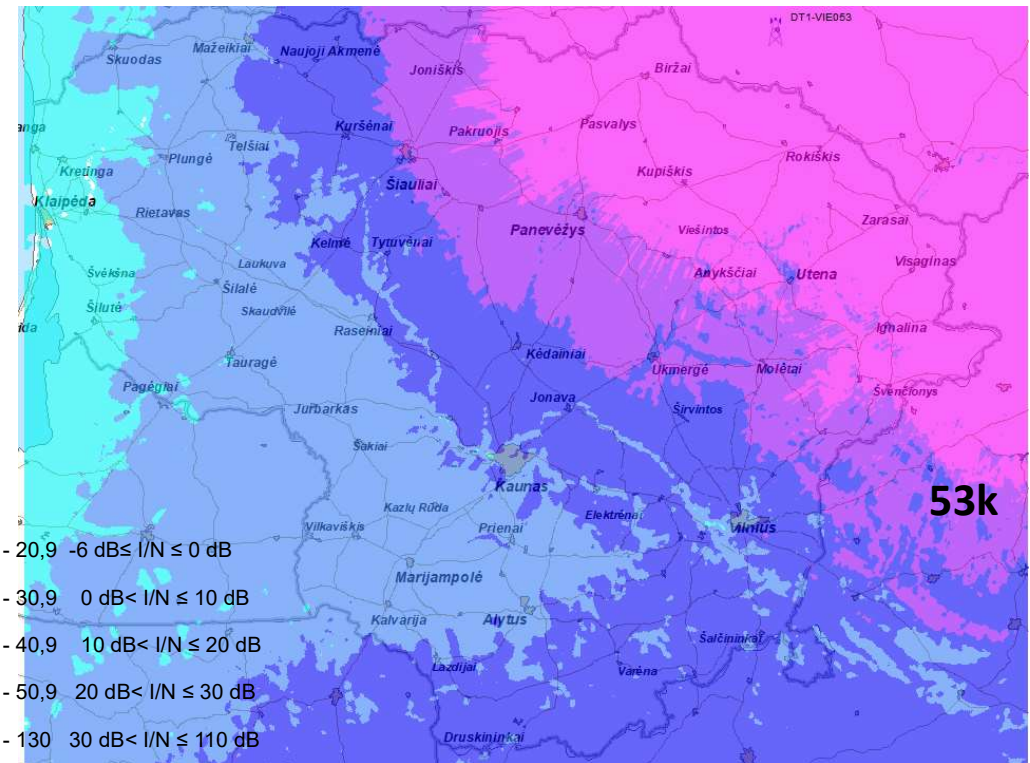 DT1-VIE053
Mažeikiai
Naujoji Akmenė
Skuodas
Joniškis
Biržai
Kuršėnai
Pakruojis
Pasvalys
anga
Telšiai
Plungė
Rokiškis
Kretinga
Kupiškis
Šiauliai
Klaipėda
Rietavas
Zarasai
Panevėžys
Viešintos
Kelmė
Tytuvėnai
Visaginas
Laukuva
Švėkšna
Anykščiai
Utena
Šilalė
Šilutė
Skaudvilė
ida
Raseiniai
Ignalina
Kėdainiai
Tauragė
Ukmergė
Molėtai
Pagėgiai
Švenčionys
Jonava
Jurbarkas
Širvintos
Šakiai
Kaunas
53k
Kazlų Rūda
Elektrėnai
Vilkaviškis
Prienai
Vilnius
- 20,9 -6 dB≤ I/N ≤ 0 dB
Marijampolė
- 30,9 0 dB< I/N ≤ 10 dB
Kalvarija
Alytus
- 40,9 10 dB< I/N ≤ 20 dB
Šalčininkai
Lazdijai
Varėna
- 50,9 20 dB< I/N ≤ 30 dB
- 130 30 dB< I/N ≤ 110 dB
Druskininkai